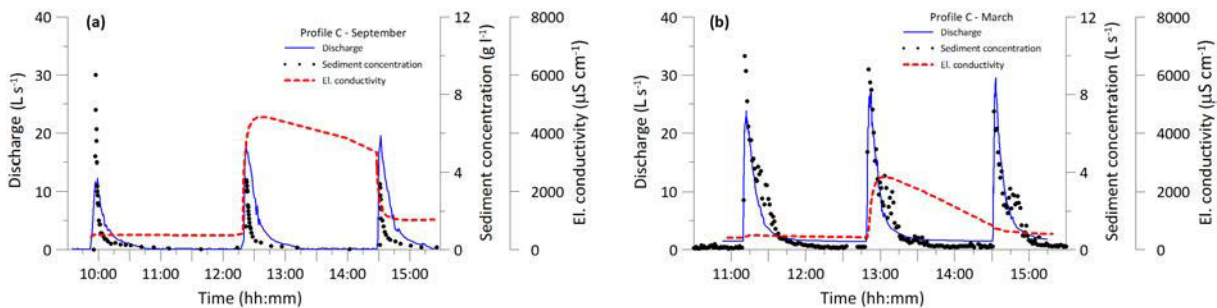 (a)
Profile C - September
Discharge
Sediment concentration
El. conductivity
Discharge (L s⁻¹)
40
30
20
10
0
10:00 11:00 12:00 13:00 14:00 15:00
Time (hh:mm)
12
9
8
4
0
Sediment concentration (g l⁻¹)
8000
6000
4000
2000
0
El. conductivity (µS cm⁻¹)
(b)
Profile C - March
Discharge
Sediment concentration
El. conductivity
Discharge (L s⁻¹)
40
30
20
10
0
11:00 12:00 13:00 14:00 15:00
Time (hh:mm)
12
9
8
4
0
Sediment concentration (L s⁻¹)
8000
6000
4000
2000
0
El. conductivity (µS cm⁻¹)